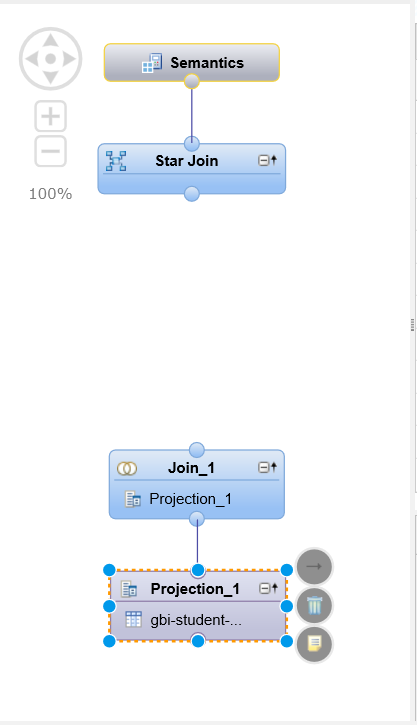 Semantics
Star Join
100%
Join_1
Projection_1
Projection_1
gbi-student-...